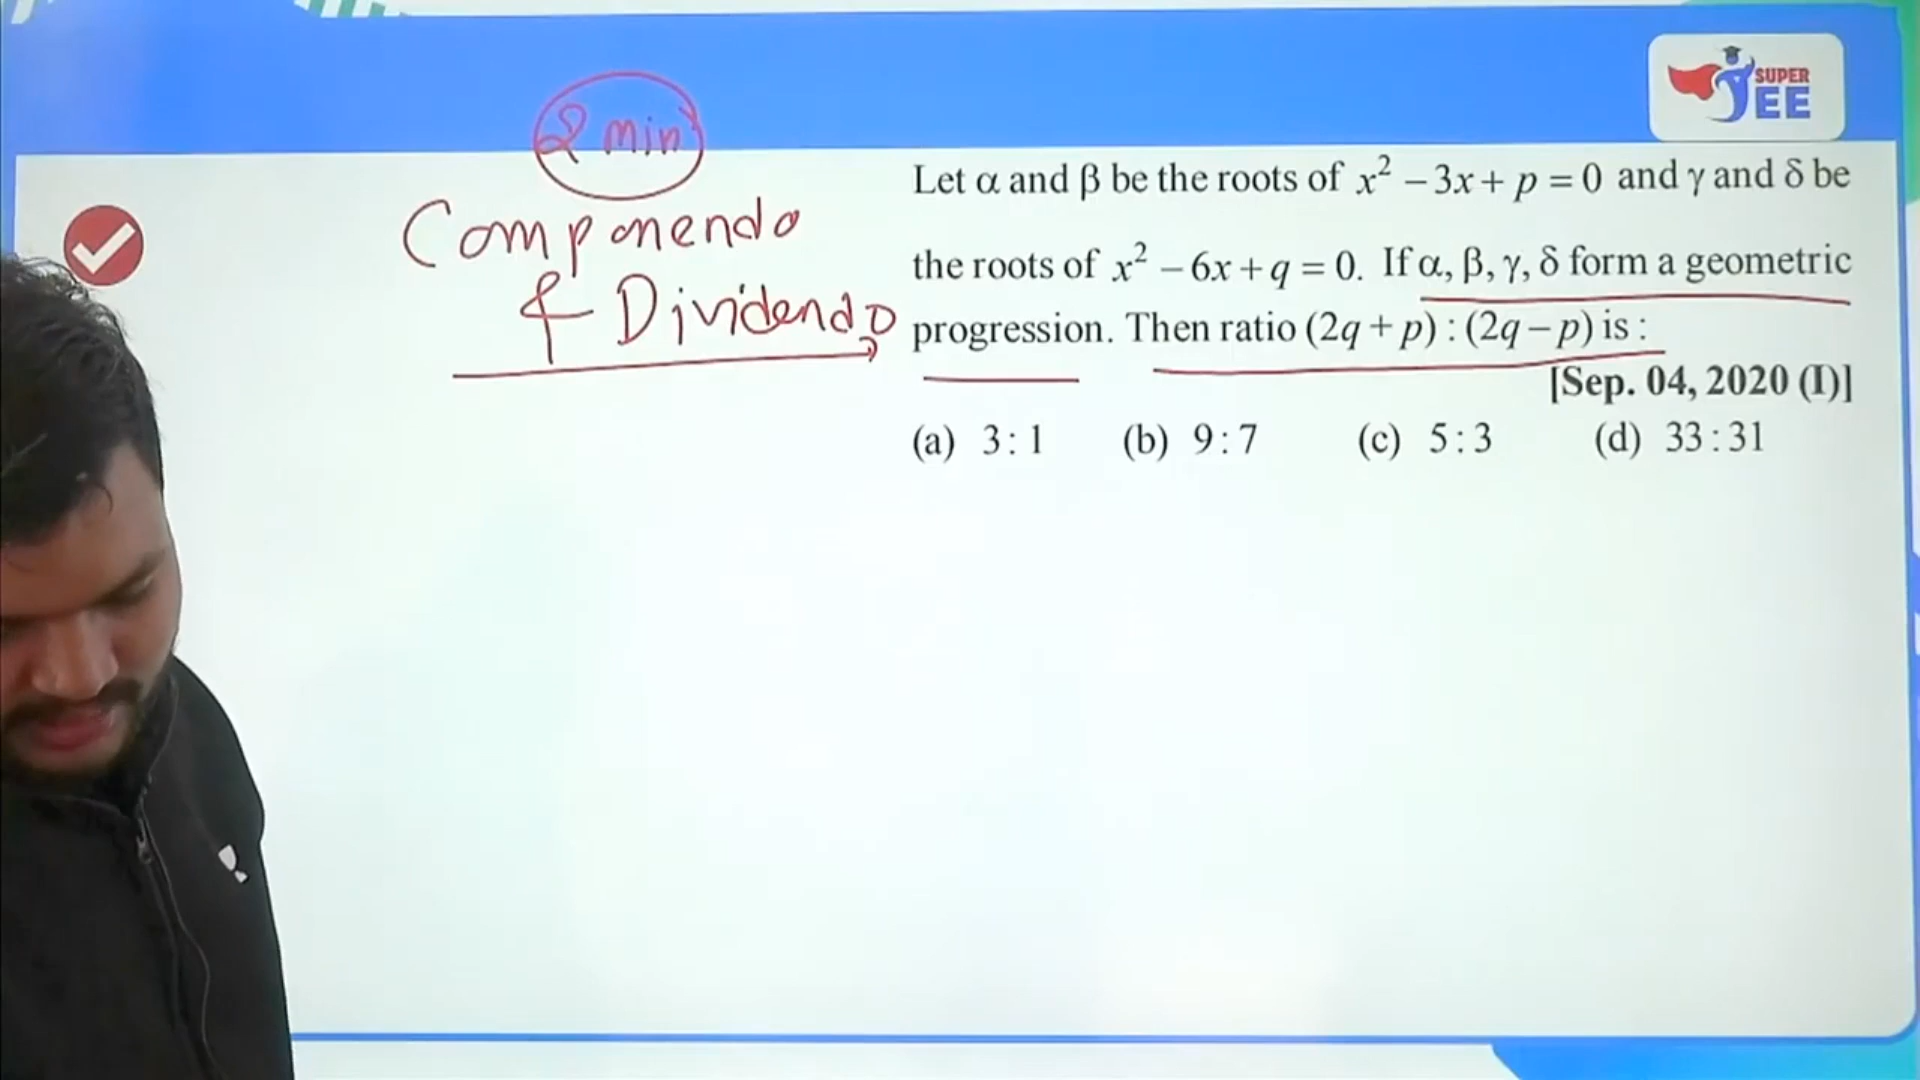 SUPER
JEE
2 min
Componendo
& Dividendo
Let α and β be the roots of x² – 3x + p = 0 and γ and δ be
the roots of x² – 6x + q = 0. If α, β, γ, δ form a geometric
progression. Then ratio (2q + p) : (2q – p) is :
[Sep. 04, 2020 (I)]
(a) 3 : 1 (b) 9 : 7 (c) 5 : 3 (d) 33 : 31